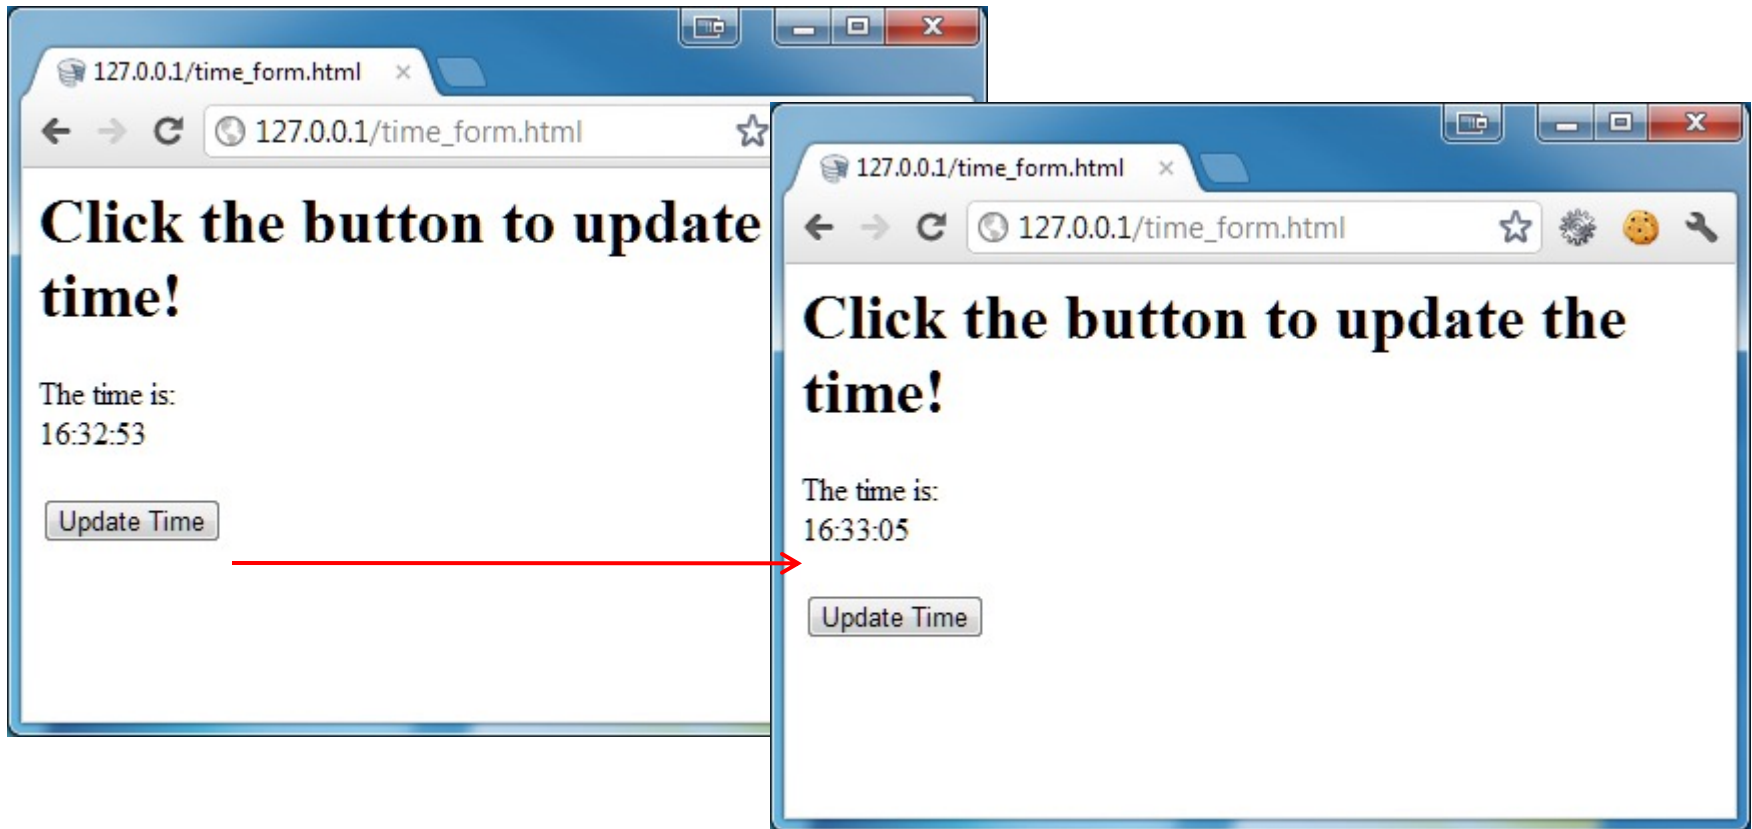 127.0.0.1/time_form.html
127.0.0.1/time_form.html
Click the button to update
time!
The time is:
16:32:53
Update Time
127.0.0.1/time_form.html
127.0.0.1/time_form.html
Click the button to update the
time!
The time is:
16:33:05
Update Time